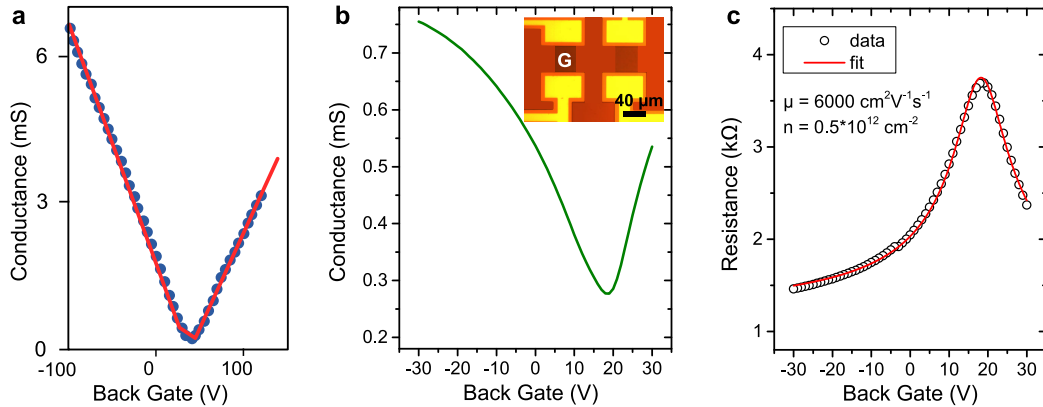 a
Conductance (mS)
6
3
0
-100 0 100
Back Gate (V)
b
Conductance (mS)
0.7
0.6
0.5
0.4
0.3
0.2
-30 -20 -10 0 10 20 30
Back Gate (V)
G
40 μm
c
Resistance (kΩ)
4
3
2
1
-30 -20 -10 0 10 20 30
Back Gate (V)
data
fit
μ = 6000 cm²V⁻¹s⁻¹
n = 0.5*10¹² cm⁻²